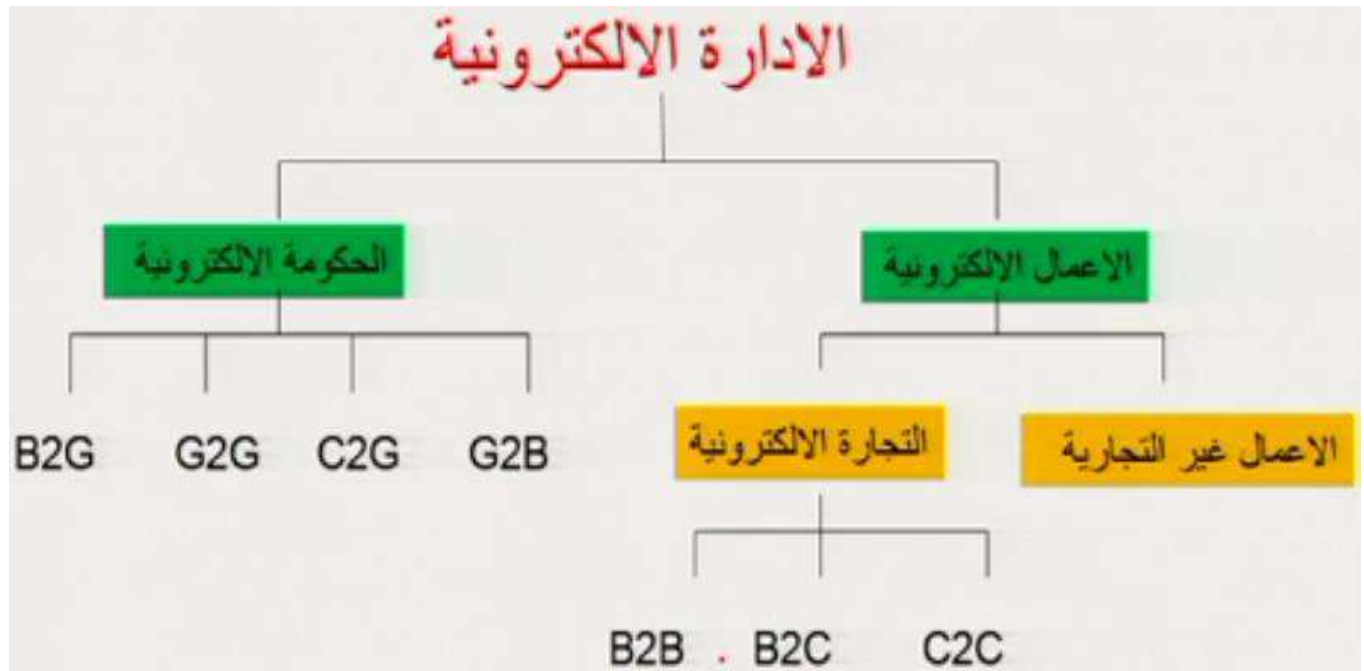 الادارة الالكترونية
الاعمال الالكترونية
الحكومة الالكترونية
الاعمال غير التجارية
التجارة الالكترونية
B2G G2G C2G G2B
B2B . B2C C2C